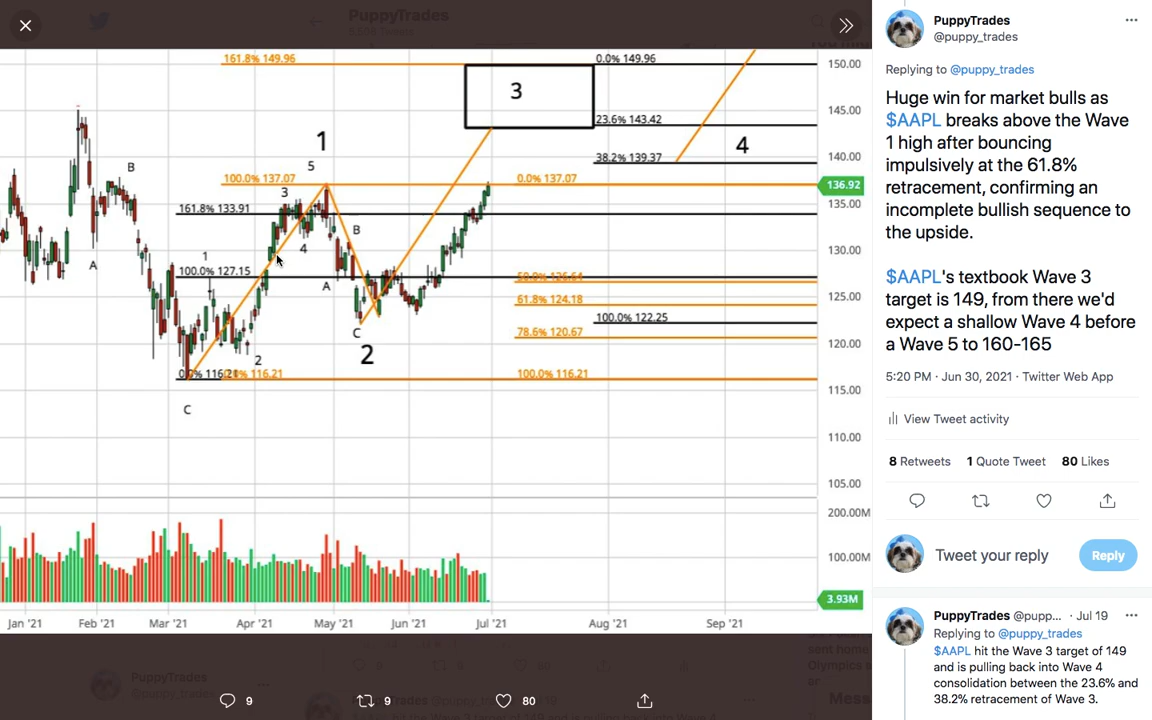 PuppyTrades
161.8% 149.96
0.0% 149.96
150.00
3
145.00
23.6% 143.42
1
4
140.00
38.2% 139.37
B
5
100.0% 137.07
0.0% 137.07
136.92
3
135.00
161.8% 133.91
B
4
130.00
1
A
100.0% 127.15
A
61.8% 124.18
125.00
100.0% 122.25
C
78.6% 120.67
120.00
2
2
100.0% 116.21
115.00
C
110.00
105.00
200.00M
100.00M
3.93M
Jan '21
Feb '21
Mar '21
Apr '21
May '21
Jun '21
Jul '21
Aug '21
Sep '21
PuppyTrades
9
9
80
PuppyTrades
@puppy_trades
Replying to @puppy_trades
Huge win for market bulls as
$AAPL breaks above the Wave
1 high after bouncing
impulsively at the 61.8%
retracement, confirming an
incomplete bullish sequence to
the upside.
$AAPL's textbook Wave 3
target is 149, from there we'd
expect a shallow Wave 4 before
a Wave 5 to 160-165
5:20 PM · Jun 30, 2021 · Twitter Web App
View Tweet activity
8 Retweets 1 Quote Tweet 80 Likes
Tweet your reply
Reply
PuppyTrades @pupp... · Jul 19
Replying to @puppy_trades
$AAPL hit the Wave 3 target of 149
and is pulling back into Wave 4
consolidation between the 23.6% and
38.2% retracement of Wave 3.